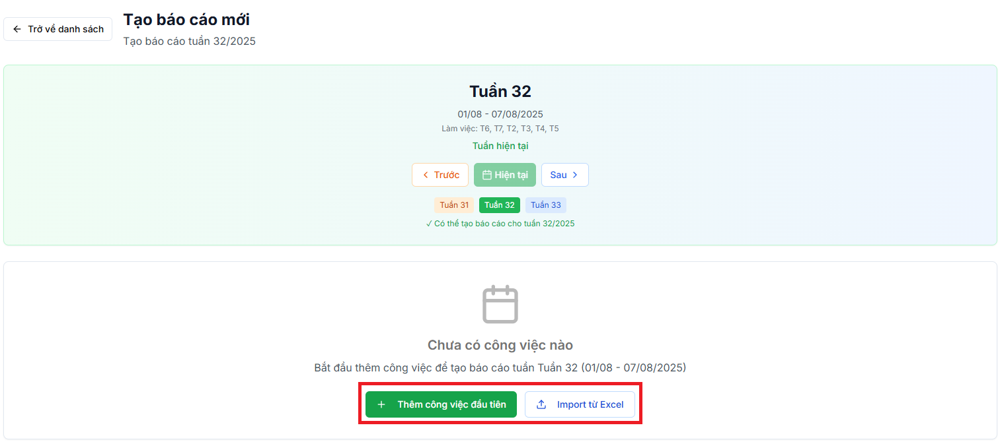 Trở về danh sách
Tạo báo cáo mới
Tạo báo cáo tuần 32/2025
Tuần 32
01/08 - 07/08/2025
Làm việc: T6, T7, T2, T3, T4, T5
Tuần hiện tại
Trước Hiện tại Sau
Tuần 31 Tuần 32 Tuần 33
✓ Có thể tạo báo cáo cho tuần 32/2025
Chưa có công việc nào
Bắt đầu thêm công việc để tạo báo cáo tuần Tuần 32 (01/08 - 07/08/2025)
Thêm công việc đầu tiên Import từ Excel